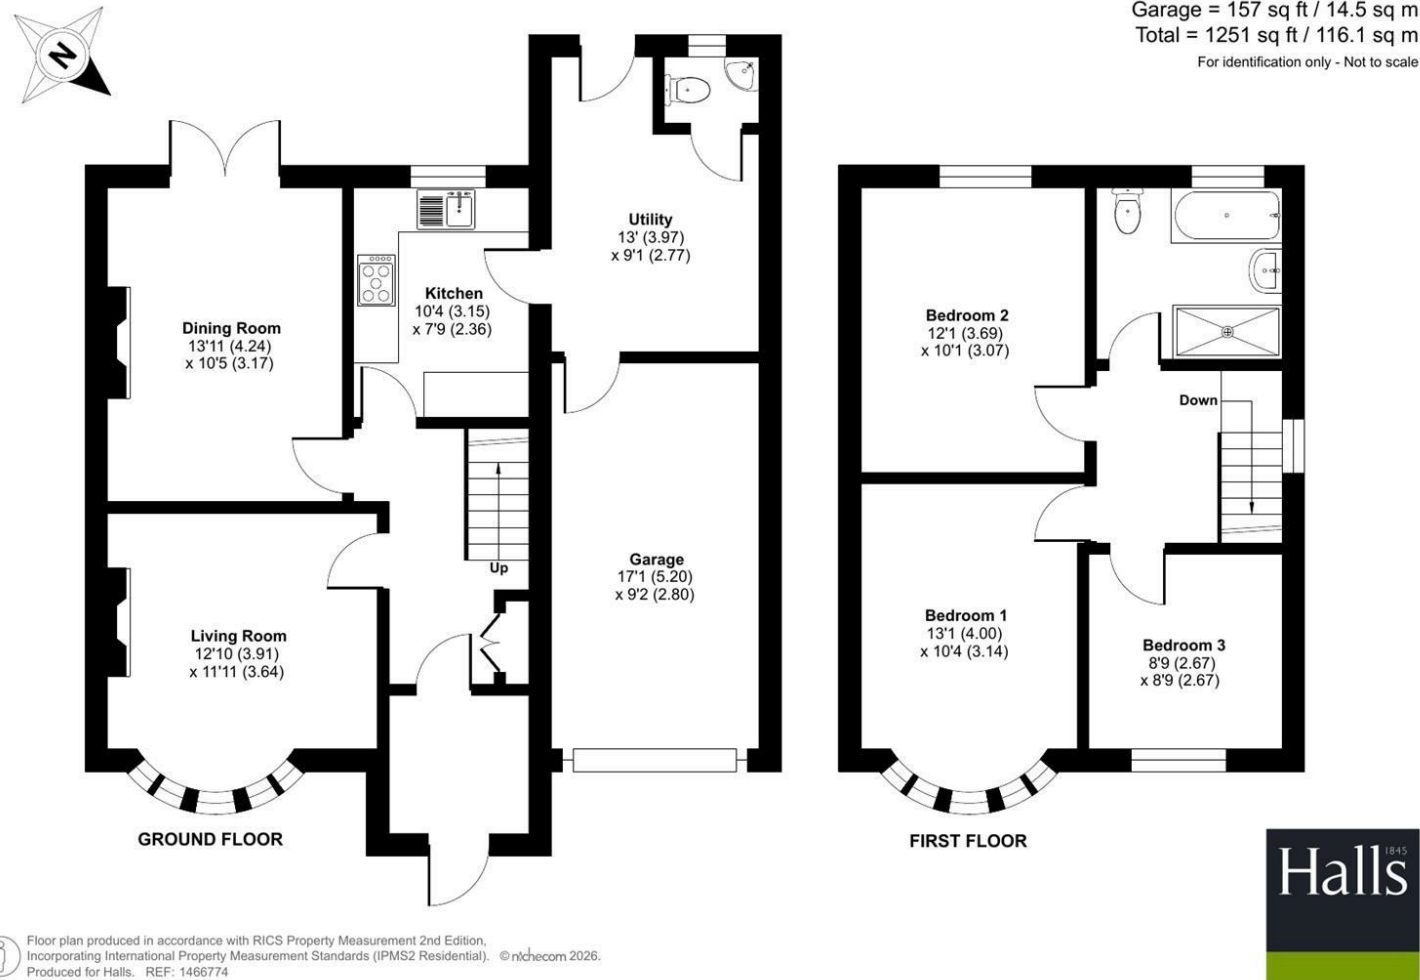 Garage = 157 sq ft / 14.5 sq m
Total = 1251 sq ft / 116.1 sq m
For identification only - Not to scale
N
Utility
13' (3.97)
x 9'1 (2.77)
Kitchen
10'4 (3.15)
x 7'9 (2.36)
Dining Room
13'11 (4.24)
x 10'5 (3.17)
Up
Garage
17'1 (5.20)
x 9'2 (2.80)
Living Room
12'10 (3.91)
x 11'11 (3.64)
GROUND FLOOR
Bedroom 2
12'1 (3.69)
x 10'1 (3.07)
Down
Bedroom 1
13'1 (4.00)
x 10'4 (3.14)
Bedroom 3
8'9 (2.67)
x 8'9 (2.67)
FIRST FLOOR
1845
Halls
Floor plan produced in accordance with RICS Property Measurement 2nd Edition,
Incorporating International Property Measurement Standards (IPMS2 Residential). ©nichecom 2026.
Produced for Halls. REF: 1466774